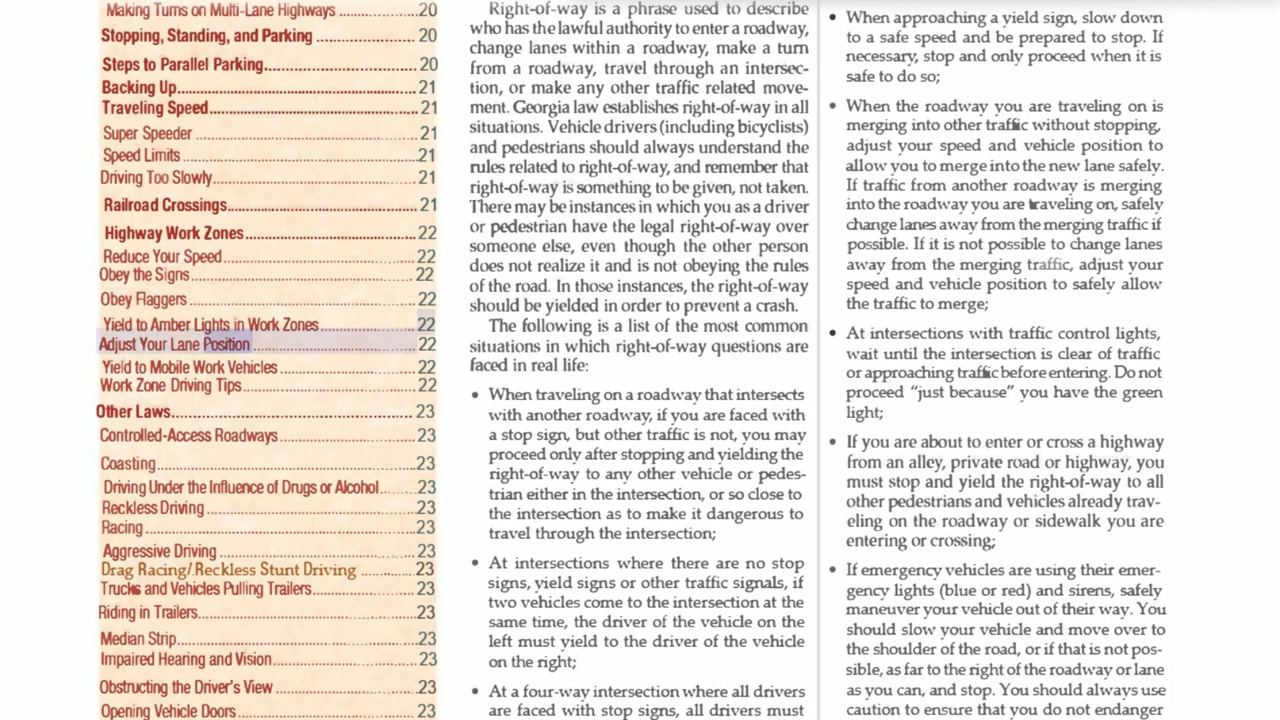 Making Turns on Multi-Lane Highways ..................... 20
Stopping, Standing, and Parking ......................... 20
Steps to Parallel Parking................................... 20
Backing Up........................................................ 21
Traveling Speed................................................. 21
Super Speeder .................................................. 21
Speed Limits ..................................................... 21
Driving Too Slowly.............................................. 21
Railroad Crossings............................................. 21
Highway Work Zones ......................................... 22
Reduce Your Speed ............................................ 22
Obey the Signs................................................... 22
Obey Flaggers ................................................... 22
Yield to Amber Lights in Work Zones....................... 22
Adjust Your Lane Position .................................... 22
Yield to Mobile Work Vehicles ............................... 22
Work Zone Driving Tips ....................................... 22
Other Laws......................................................... 23
Controlled-Access Roadways ................................ 23
Coasting............................................................ 23
Driving Under the Influence of Drugs or Alcohol......... 23
Reckless Driving ................................................ 23
Racing .............................................................. 23
Aggressive Driving .............................................. 23
Drag Racing/Reckless Stunt Driving ............ 23
Trucks and Vehicles Pulling Trailers........................ 23
Riding in Trailers................................................. 23
Median Strip....................................................... 23
Impaired Hearing and Vision ................................. 23
Obstructing the Driver's View ................................ 23
Opening Vehicle Doors......................................... 23
Right-of-way is a phrase used to describe
who has the lawful authority to enter a roadway,
change lanes within a roadway, make a turn
from a roadway, travel through an intersec-
tion, or make any other traffic related move-
ment. Georgia law establishes right-of-way in all
situations. Vehicle drivers (including bicyclists)
and pedestrians should always understand the
rules related to right-of-way, and remember that
right-of-way is something to be given, not taken.
There may be instances in which you as a driver
or pedestrian have the legal right-of-way over
someone else, even though the other person
does not realize it and is not obeying the rules
of the road. In those instances, the right-of-way
should be yielded in order to prevent a crash.
The following is a list of the most common
situations in which right-of-way questions are
faced in real life:
• When traveling on a roadway that intersects
with another roadway, if you are faced with
a stop sign, but other traffic is not, you may
proceed only after stopping and yielding the
right-of-way to any other vehicle or pedes-
trian either in the intersection, or so close to
the intersection as to make it dangerous to
travel through the intersection;
• At intersections where there are no stop
signs, yield signs or other traffic signals, if
two vehicles come to the intersection at the
same time, the driver of the vehicle on the
left must yield to the driver of the vehicle
on the right;
• At a four-way intersection where all drivers
are faced with stop signs, all drivers must
• When approaching a yield sign, slow down
to a safe speed and be prepared to stop. If
necessary, stop and only proceed when it is
safe to do so;
• When the roadway you are traveling on is
merging into other traffic without stopping,
adjust your speed and vehicle position to
allow you to merge into the new lane safely.
If traffic from another roadway is merging
into the roadway you are traveling on, safely
change lanes away from the merging traffic if
possible. If it is not possible to change lanes
away from the merging traffic, adjust your
speed and vehicle position to safely allow
the traffic to merge;
• At intersections with traffic control lights,
wait until the intersection is clear of traffic
or approaching traffic before entering. Do not
proceed “just because” you have the green
light;
• If you are about to enter or cross a highway
from an alley, private road or highway, you
must stop and yield the right-of-way to all
other pedestrians and vehicles already trav-
eling on the roadway or sidewalk you are
entering or crossing;
• If emergency vehicles are using their emer-
gency lights (blue or red) and sirens, safely
maneuver your vehicle out of their way. You
should slow your vehicle and move over to
the shoulder of the road, or if that is not pos-
sible, as far to the right of the roadway or lane
as you can, and stop. You should always use
caution to ensure that you do not endanger